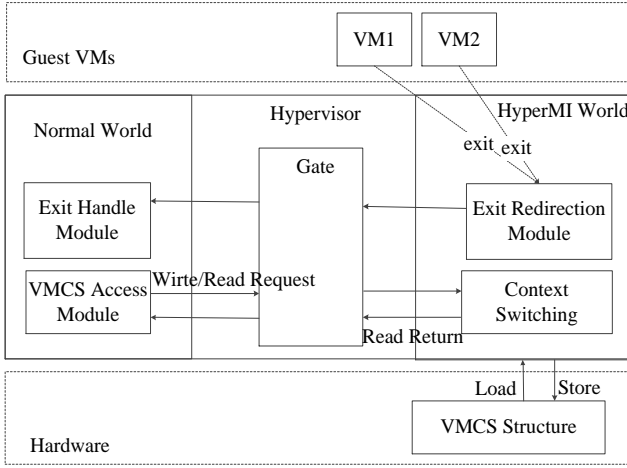 VM1
VM2
Guest VMs
HyperMI World
Hypervisor
Normal World
exit
exit
Gate
Exit Handle
Module
Exit Redirection
Module
Wirte/Read Request
VMCS Access
Module
Context
Switching
Read Return
Load
Store
VMCS Structure
Hardware